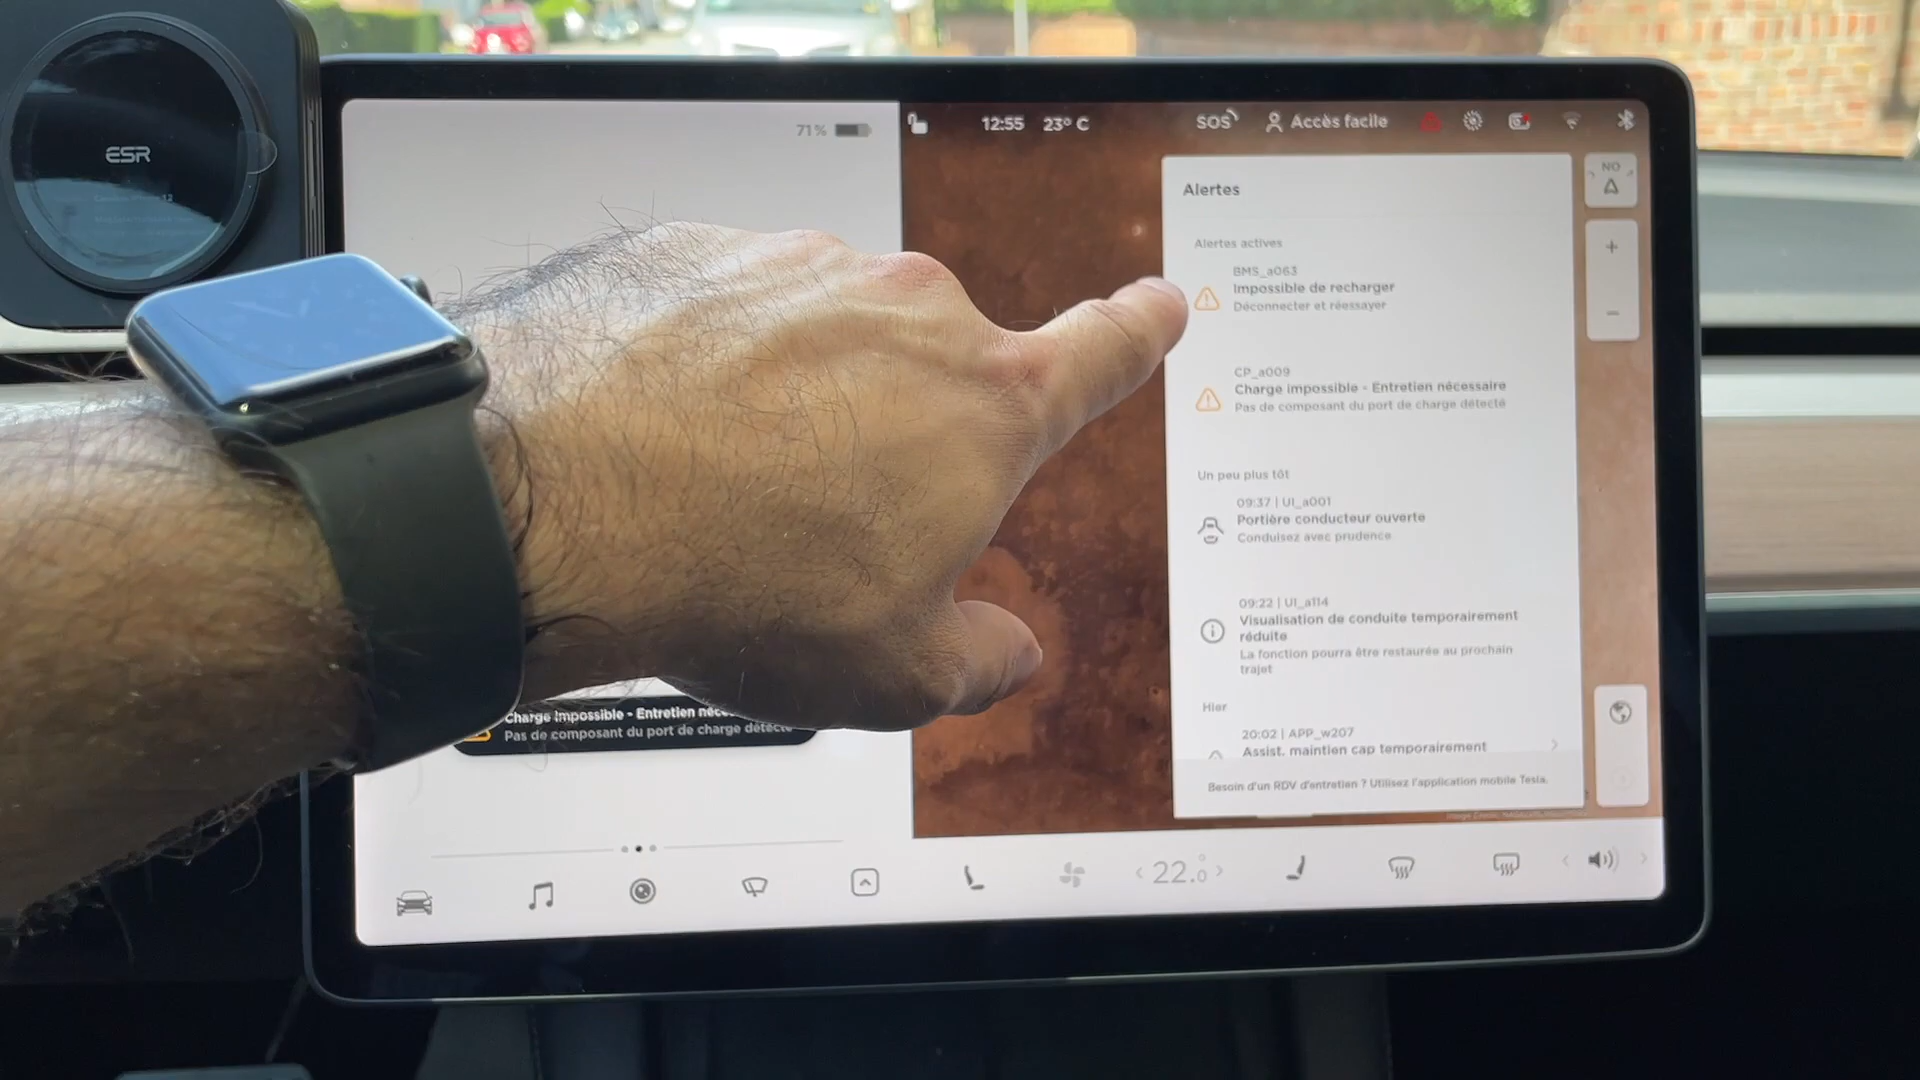 ESR
71%
12:55 23° C
SOS
Accès facile
NO
Alertes
Alertes actives
BMS_a063
Impossible de recharger
Déconnecter et réessayer
CP_a009
Charge impossible - Entretien nécessaire
Pas de composant du port de charge détecté
Un peu plus tôt
09:37 | UI_a001
Portière conducteur ouverte
Conduisez avec prudence
09:22 | UI_a114
Visualisation de conduite temporairement
réduite
La fonction pourra être restaurée au prochain
trajet
Hier
20:02 | APP_w207
Assist. maintien cap temporairement
Besoin d'un RDV d'entretien ? Utilisez l'application mobile Tesla.
Charge impossible - Entretien néc
Pas de composant du port de charge détecté
22.0